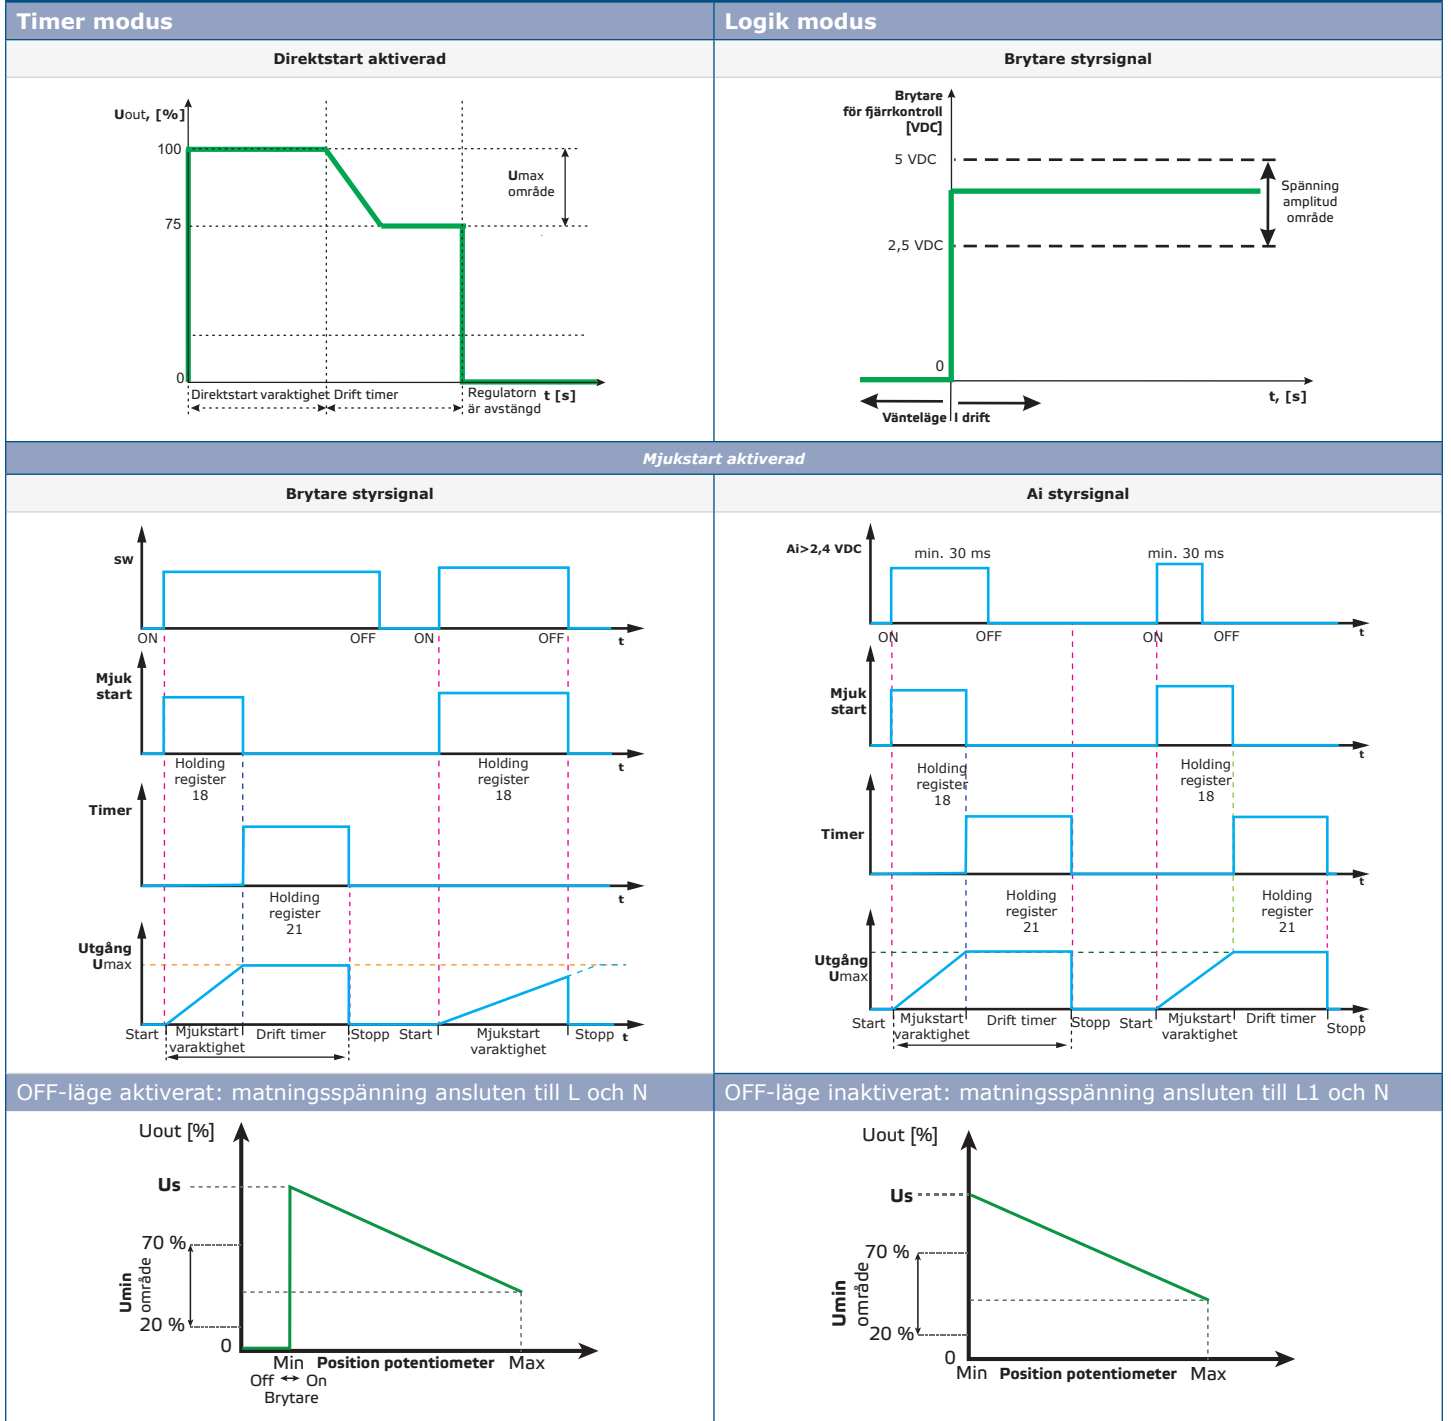 Timer modus
Logik modus
Direktstart aktiverad
Brytare styrsignal
Uout, [%]
100
75
0
Umax
område
Direktstart varaktighet
Drift timer
Regulatorn
är avstängd
t [s]
Brytare
för fjärrkontroll
[VDC]
5 VDC
2,5 VDC
0
Spänning
amplitud
område
t, [s]
Vänteläge
I drift
Mjukstart aktiverad
Brytare styrsignal
Ai styrsignal
SW
ON
OFF
ON
OFF
t
Mjuk
start
Holding
register
18
Holding
register
18
t
Timer
Holding
register
21
t
Utgång
Umax
Start
Mjukstart
varaktighet
Drift timer
Stopp
Start
Mjukstart
varaktighet
Stopp
t
Ai>2,4 VDC
min. 30 ms
min. 30 ms
ON
OFF
ON
OFF
t
Mjuk
start
Holding
register
18
Holding
register
18
t
Timer
Holding
register
21
Holding
register
21
t
Utgång
Umax
Start
Mjukstart
varaktighet
Drift timer
Stopp
Start
Mjukstart
varaktighet
Drift timer
Stopp
t
OFF-läge aktiverat: matningsspänning ansluten till L och N
OFF-läge inaktiverat: matningsspänning ansluten till L1 och N
Uout [%]
Us
70 %
Umin
område
20 %
0
Min
Position potentiometer
Max
Off
On
Brytare
Uout [%]
Us
70 %
Umin
område
20 %
0
Min
Position potentiometer
Max